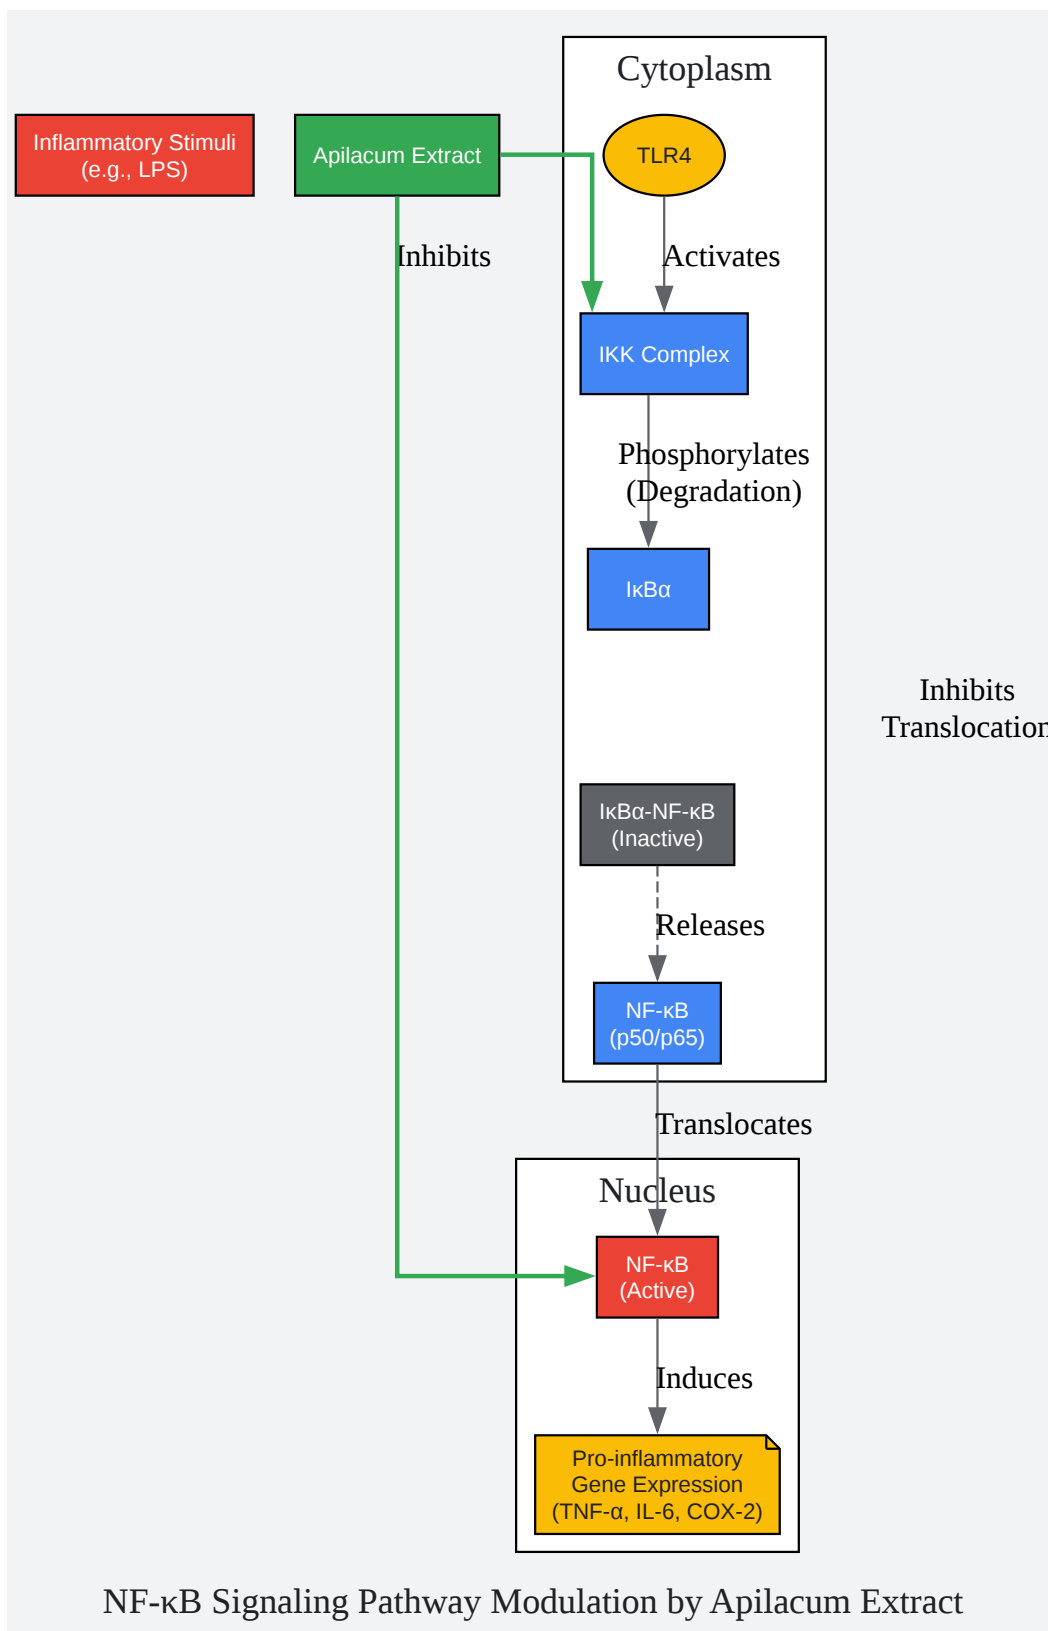 Cytoplasm
Inflammatory Stimuli
(e.g., LPS)
Apilacum Extract
TLR4
Inhibits
Activates
IKK Complex
Phosphorylates
(Degradation)
IκBα
Inhibits
Translocation
IκBα-NF-κB
(Inactive)
Releases
NF-κB
(p50/p65)
Translocates
Nucleus
NF-κB
(Active)
Induces
Pro-inflammatory
Gene Expression
(TNF-α, IL-6, COX-2)
NF-κB Signaling Pathway Modulation by Apilacum Extract